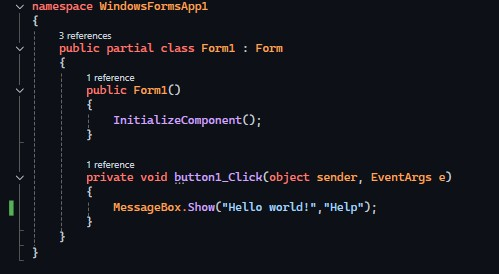 namespace WindowsFormsApp1
{
3 references
public partial class Form1 : Form
{
1 reference
public Form1()
{
InitializeComponent();
}
1 reference
private void button1_Click(object sender, EventArgs e)
{
MessageBox.Show("Hello world!","Help");
}
}
}